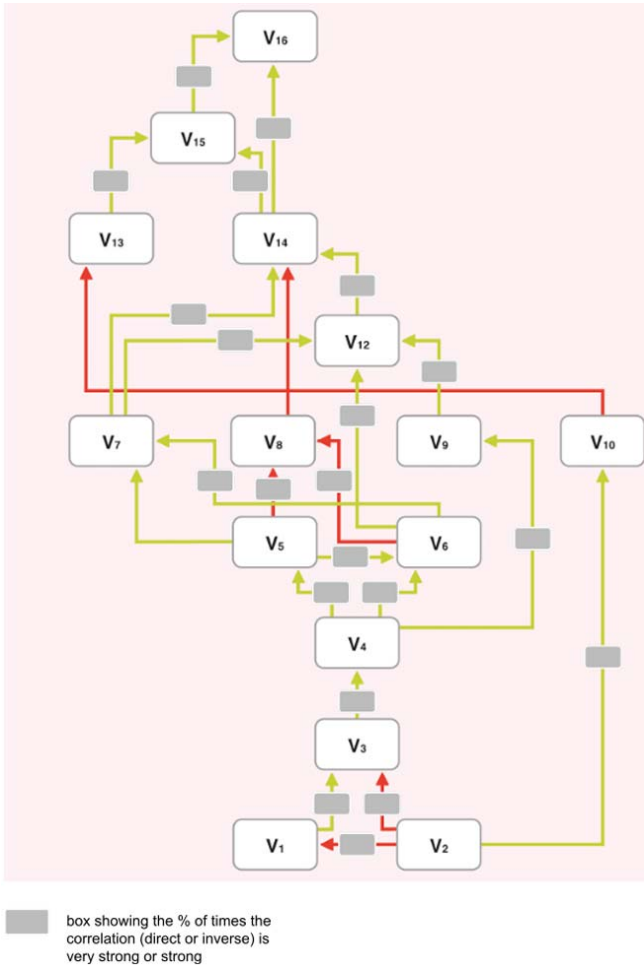 V16
V15
V13
V14
V12
V7
V8
V9
V10
V5
V6
V4
V3
V1
V2
box showing the % of times the
correlation (direct or inverse) is
very strong or strong